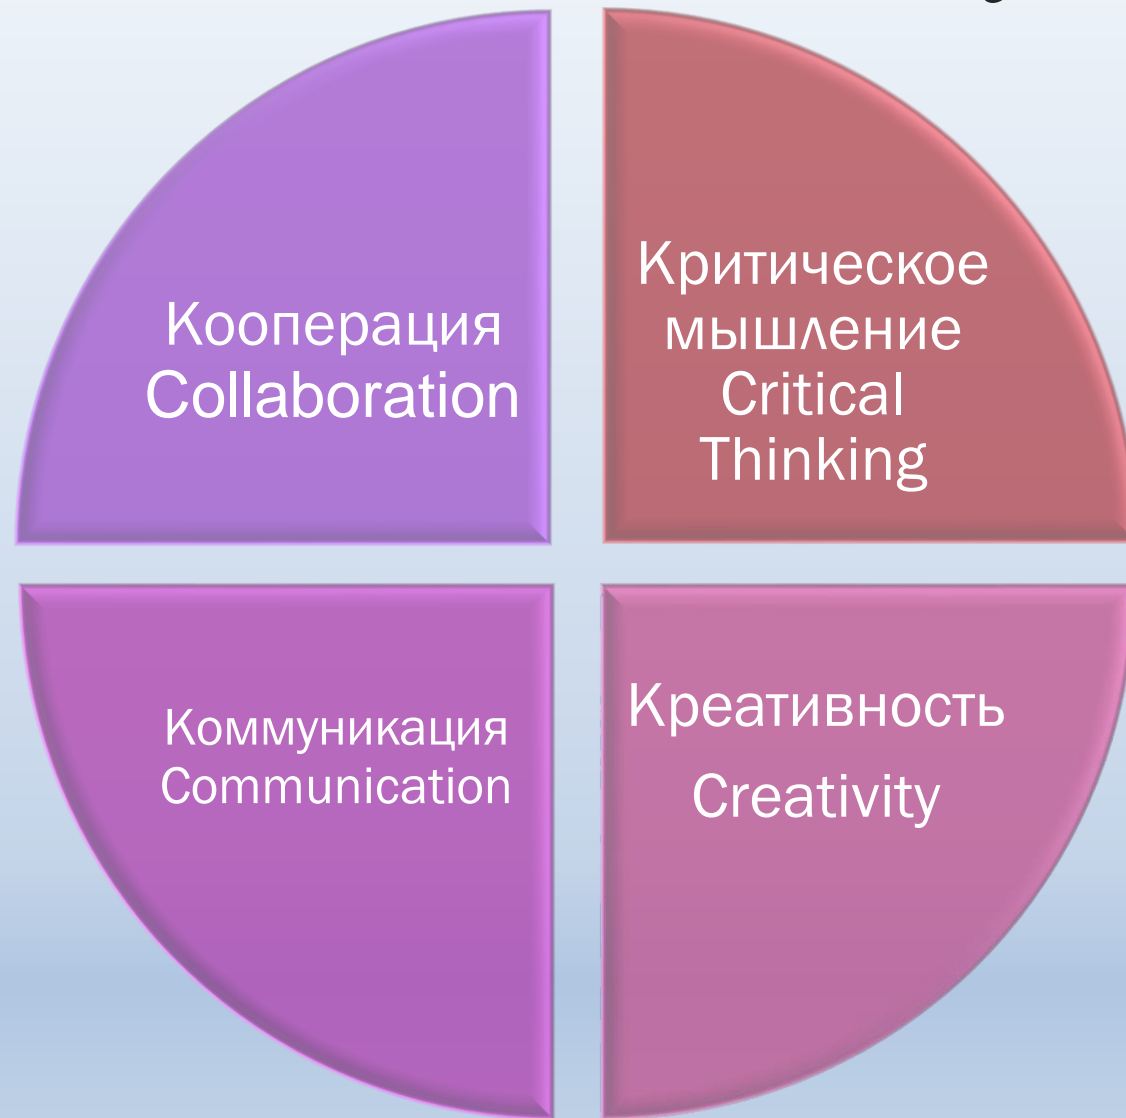 Кооперация
Collaboration
Критическое
мышление
Critical
Thinking
Коммуникация
Communication
Креативность
Creativity